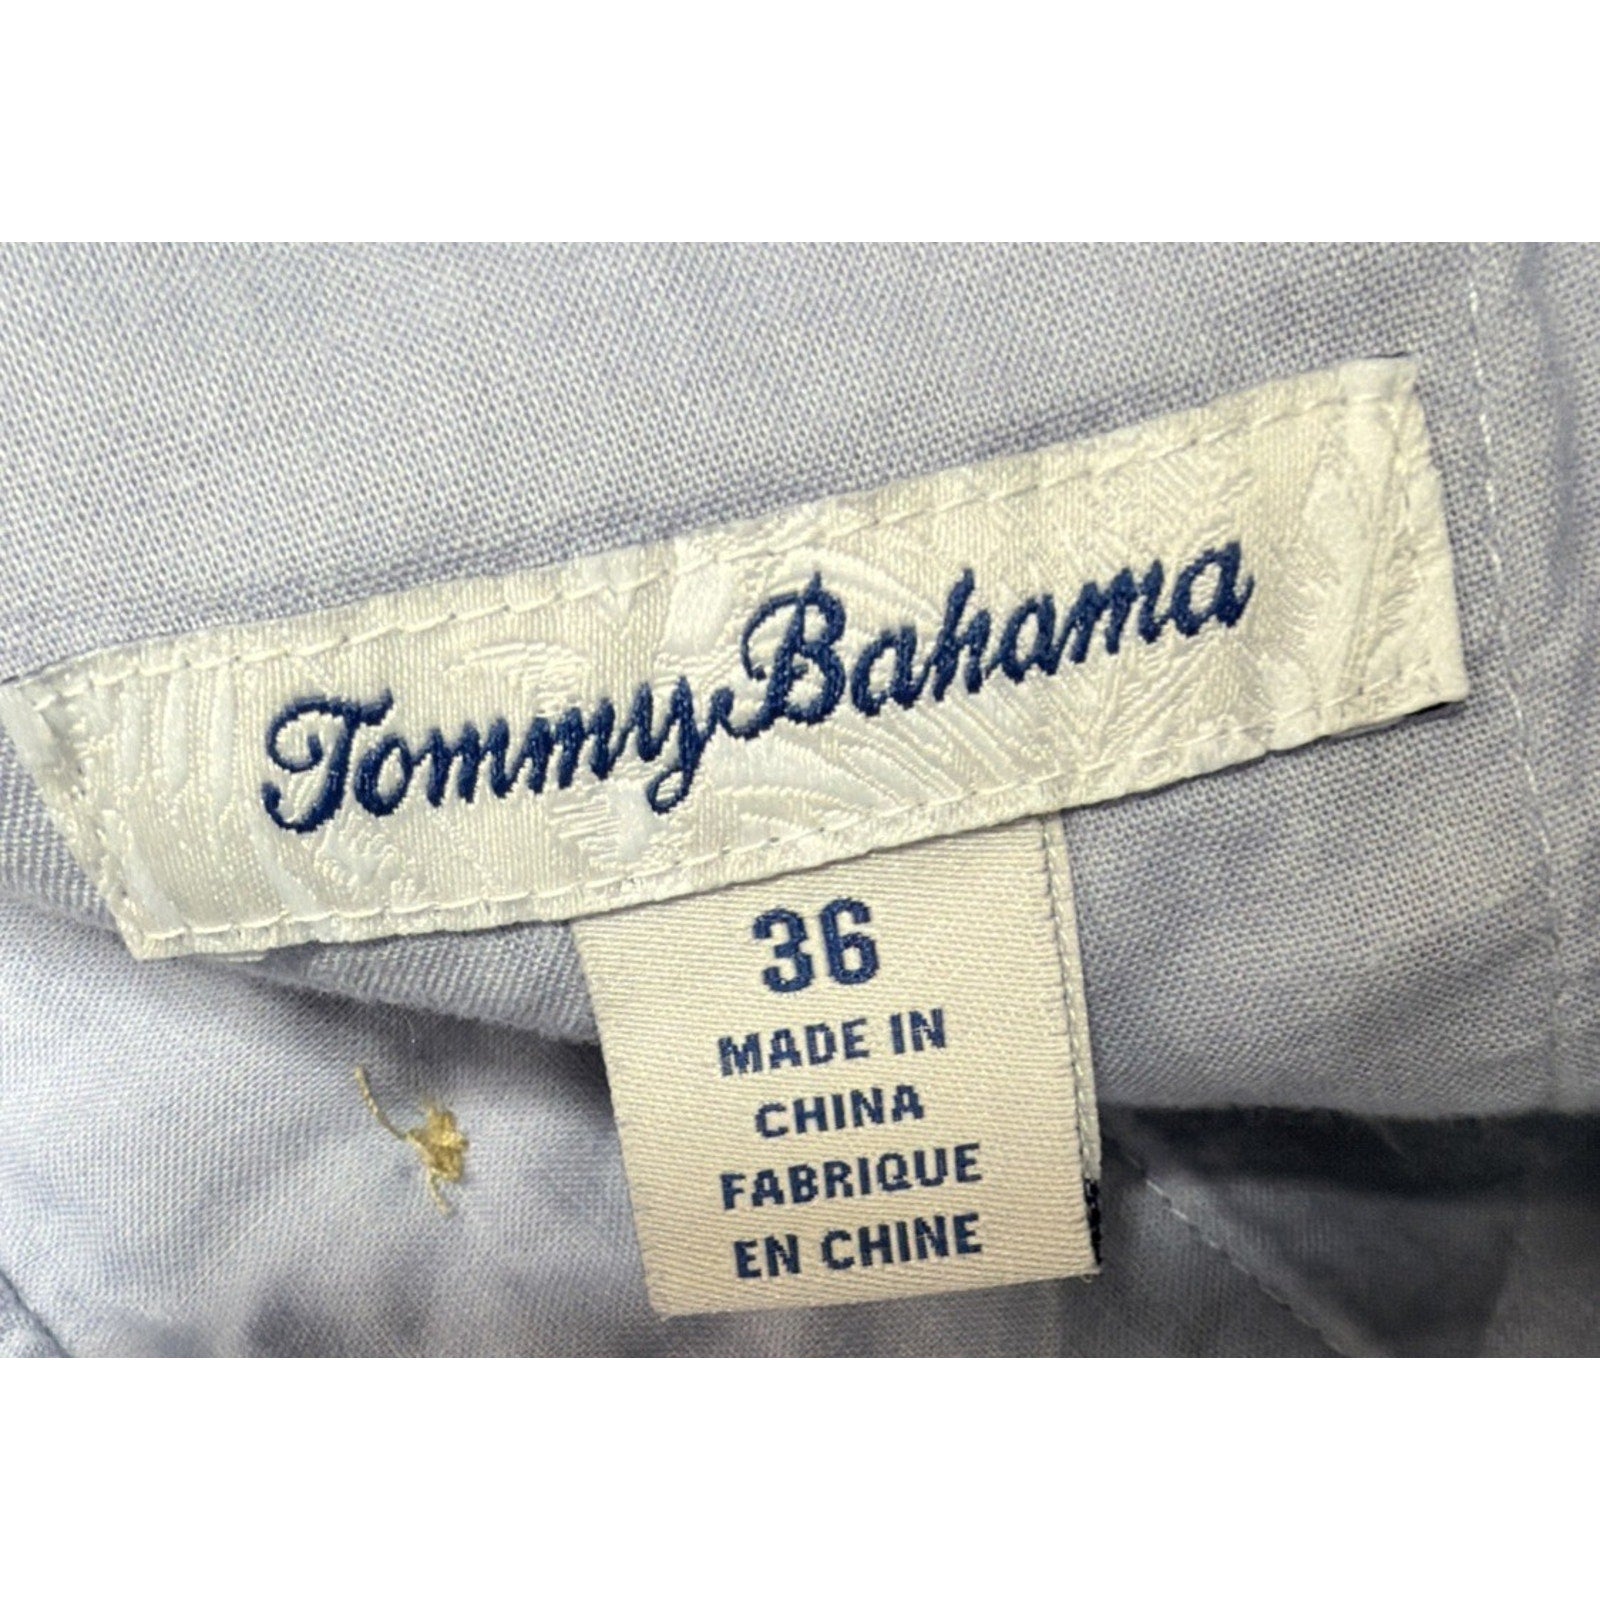 Tommy Bahama
36
MADE IN
CHINA
FABRIQUE
EN CHINE